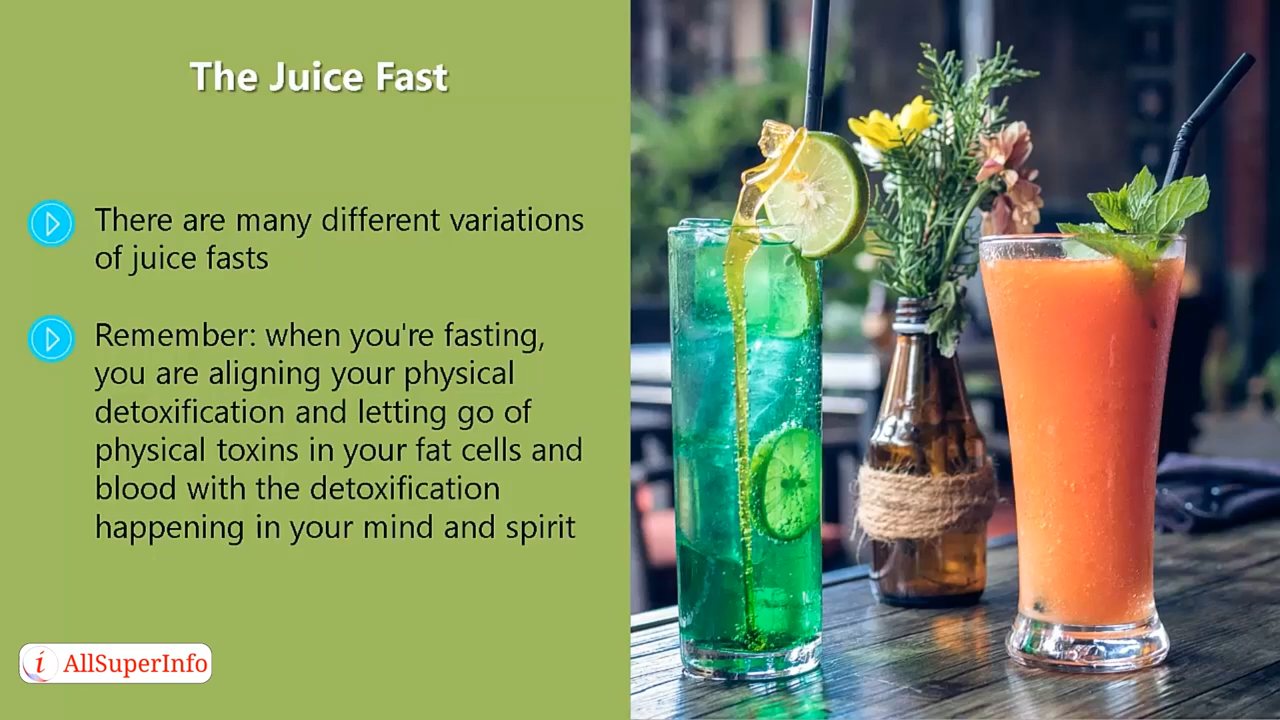 The Juice Fast
There are many different variations
of juice fasts
Remember: when you're fasting,
you are aligning your physical
detoxification and letting go of
physical toxins in your fat cells and
blood with the detoxification
happening in your mind and spirit
i AllSuperInfo